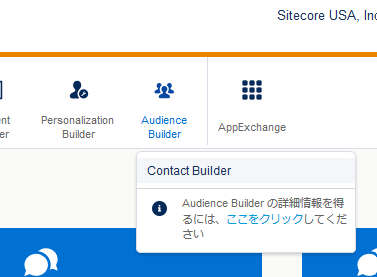 Sitecore USA, Inc
nt
er
Personalization
Builder
Audience
Builder
AppExchange
Contact Builder
Audience Builder の詳細情報を得
るには、ここをクリックしてくだ
さい